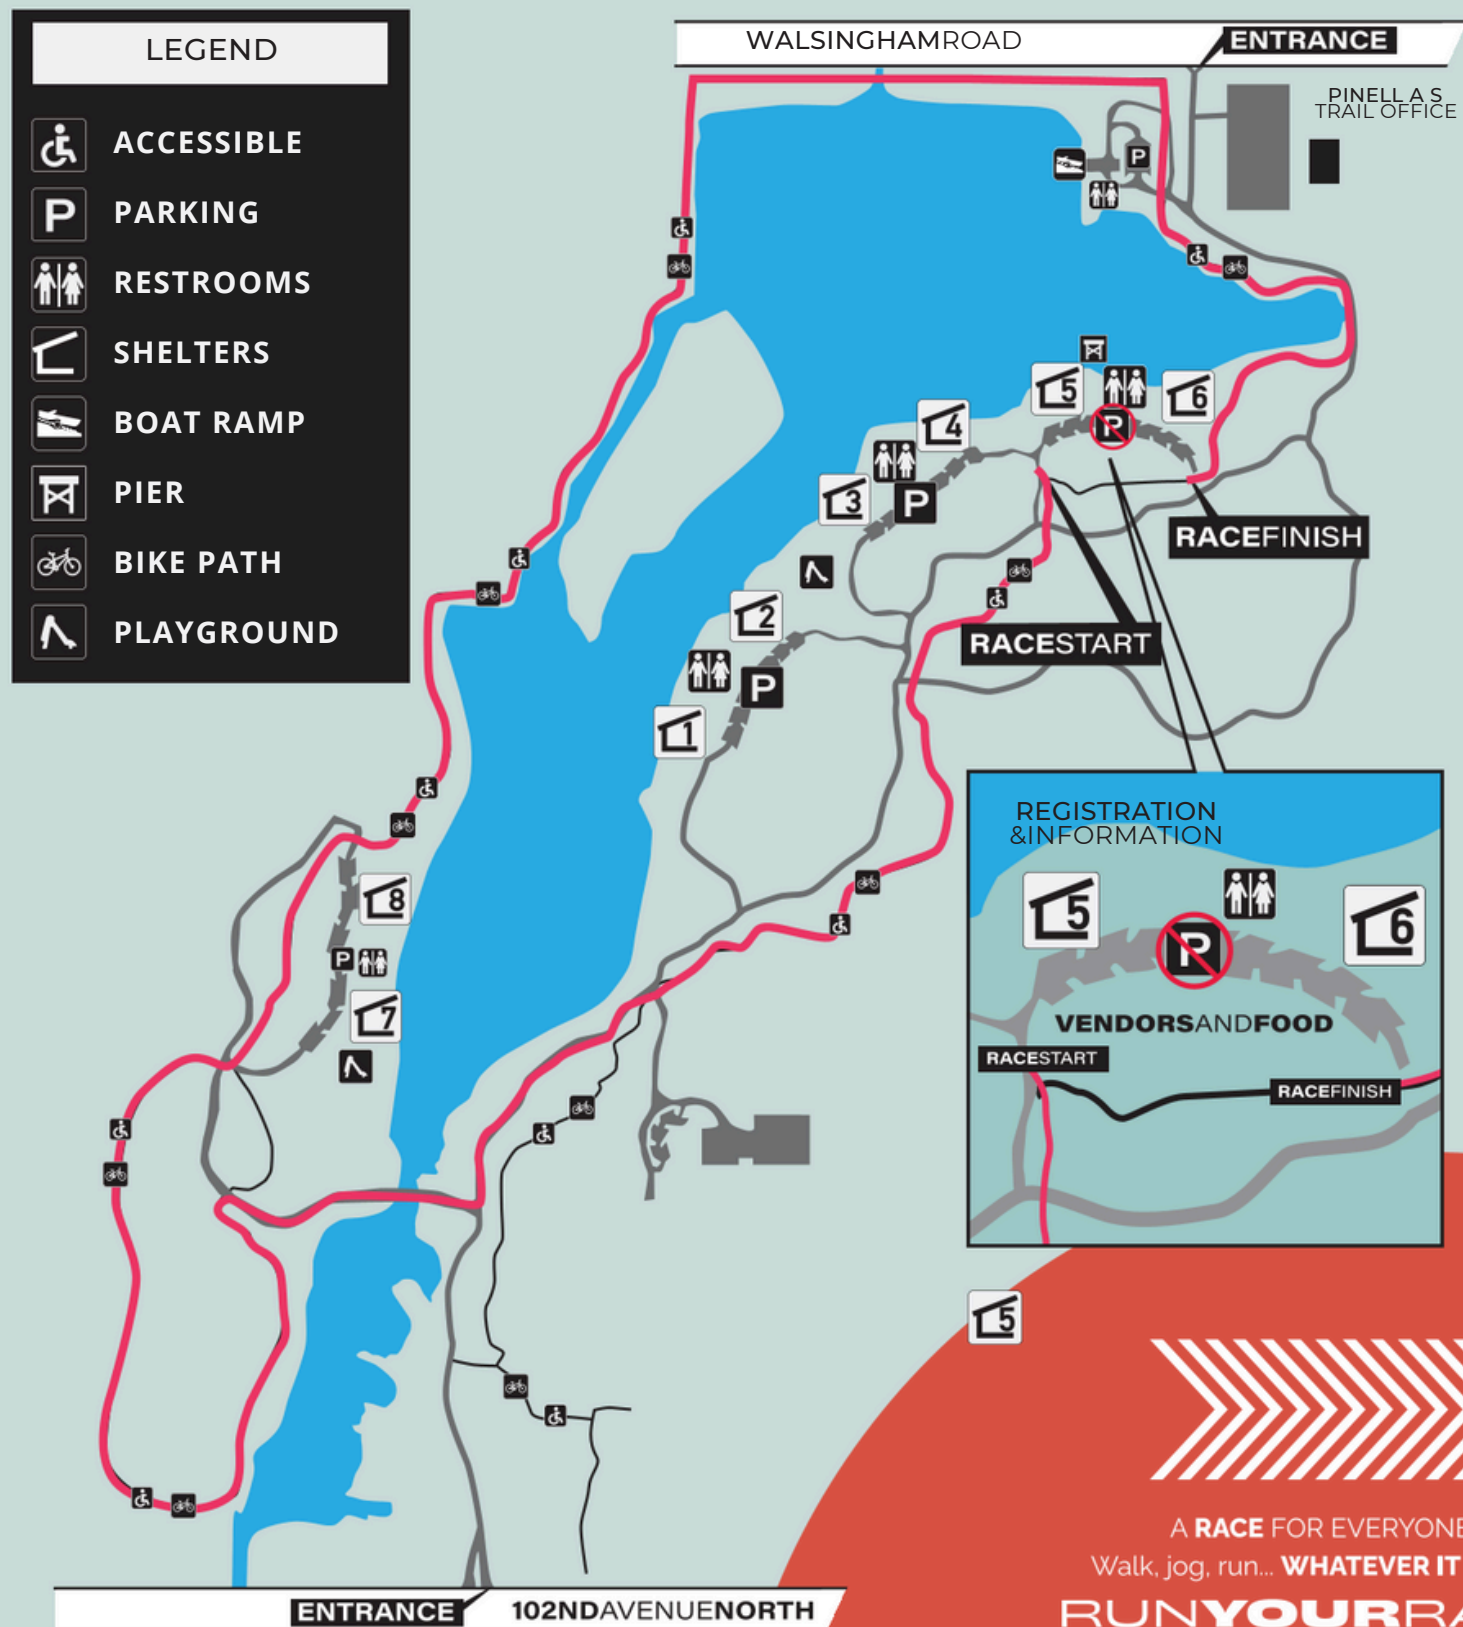 LEGEND
ACCESSIBLE
P PARKING
RESTROOMS
SHELTERS
BOAT RAMP
PIER
BIKE PATH
PLAYGROUND
WALSINGHAMROAD
ENTRANCE
PINELL A S
TRAIL OFFICE
P
5
6
P
4
3
P
RACEFINISH
2
RACESTART
P
1
REGISTRATION
&INFORMATION
5
6
P
VENDORSANDFOOD
RACESTART
RACEFINISH
8
P
7
5
A RACE FOR EVERYONE
Walk, jog, run... WHATEVER IT
RUNYOURRA
ENTRANCE
102NDAVENUENORTH